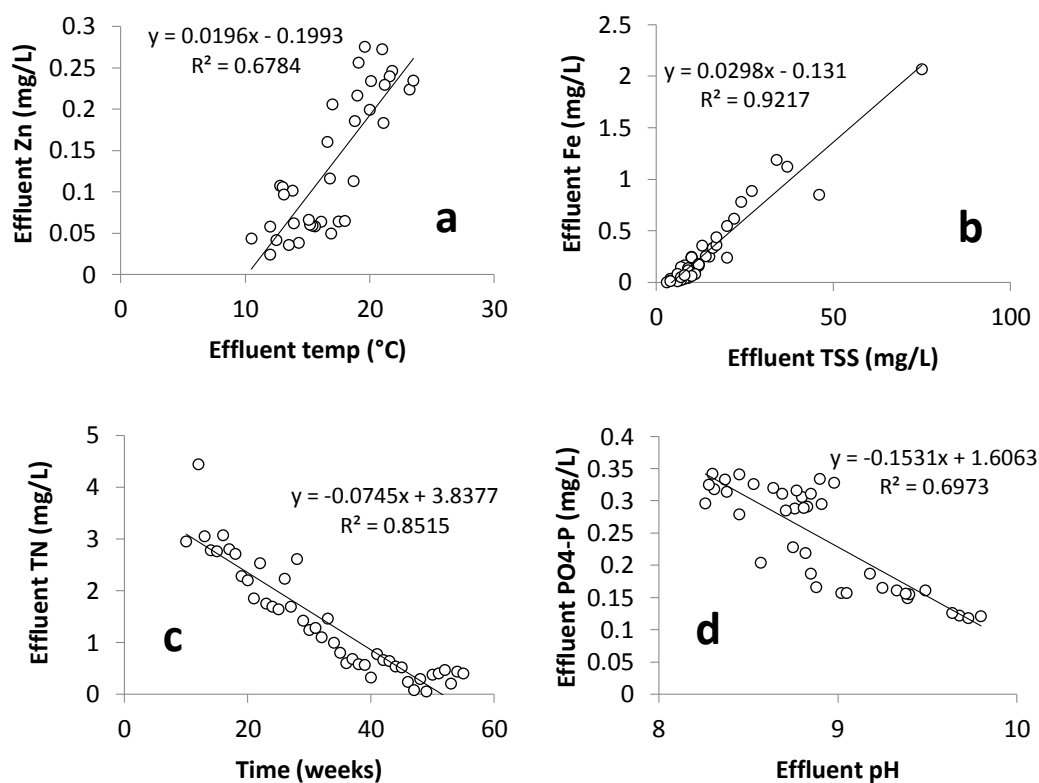 y = 0.0196x - 0.1993
R² = 0.6784
Effluent Zn (mg/L)
0.3
0.25
0.2
0.15
0.1
0.05
0
0
10
20
30
Effluent temp (°C)
a
y = 0.0298x - 0.131
R² = 0.9217
Effluent Fe (mg/L)
2.5
2
1.5
1
0.5
0
0
50
100
Effluent TSS (mg/L)
b
y = -0.0745x + 3.8377
R² = 0.8515
Effluent TN (mg/L)
5
4
3
2
1
0
0
20
40
60
Time (weeks)
c
y = -0.1531x + 1.6063
R² = 0.6973
Effluent PO4-P (mg/L)
0.4
0.35
0.3
0.25
0.2
0.15
0.1
0.05
0
8
9
10
Effluent pH
d